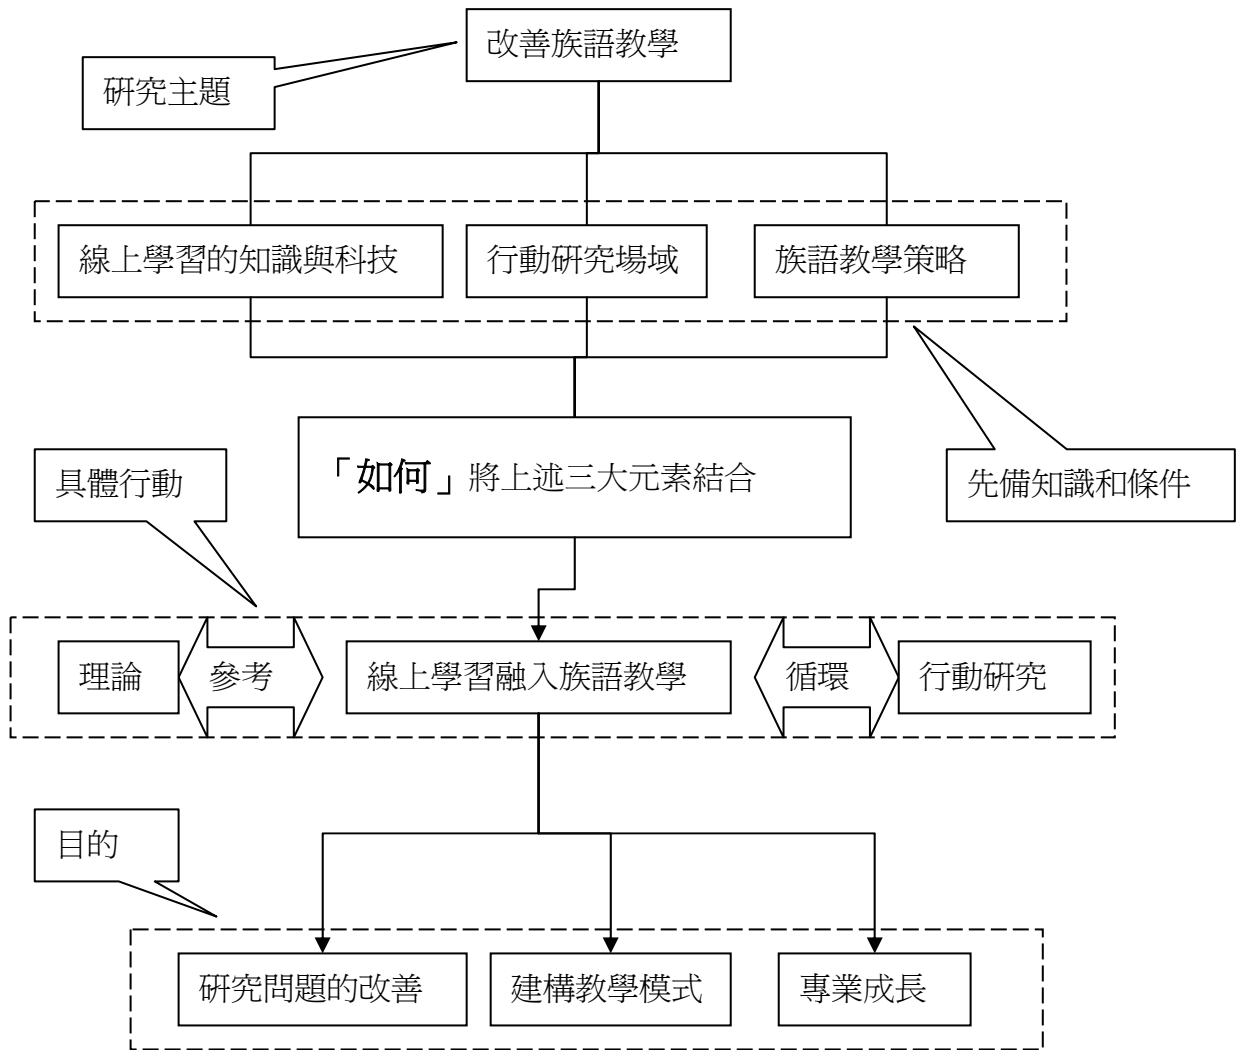 改善族語教學
研究主題
線上學習的知識與科技
行動研究場域
族語教學策略
「如何」將上述三大元素結合
具體行動
先備知識和條件
理論
參考
線上學習融入族語教學
循環
行動研究
目的
研究問題的改善
建構教學模式
專業成長